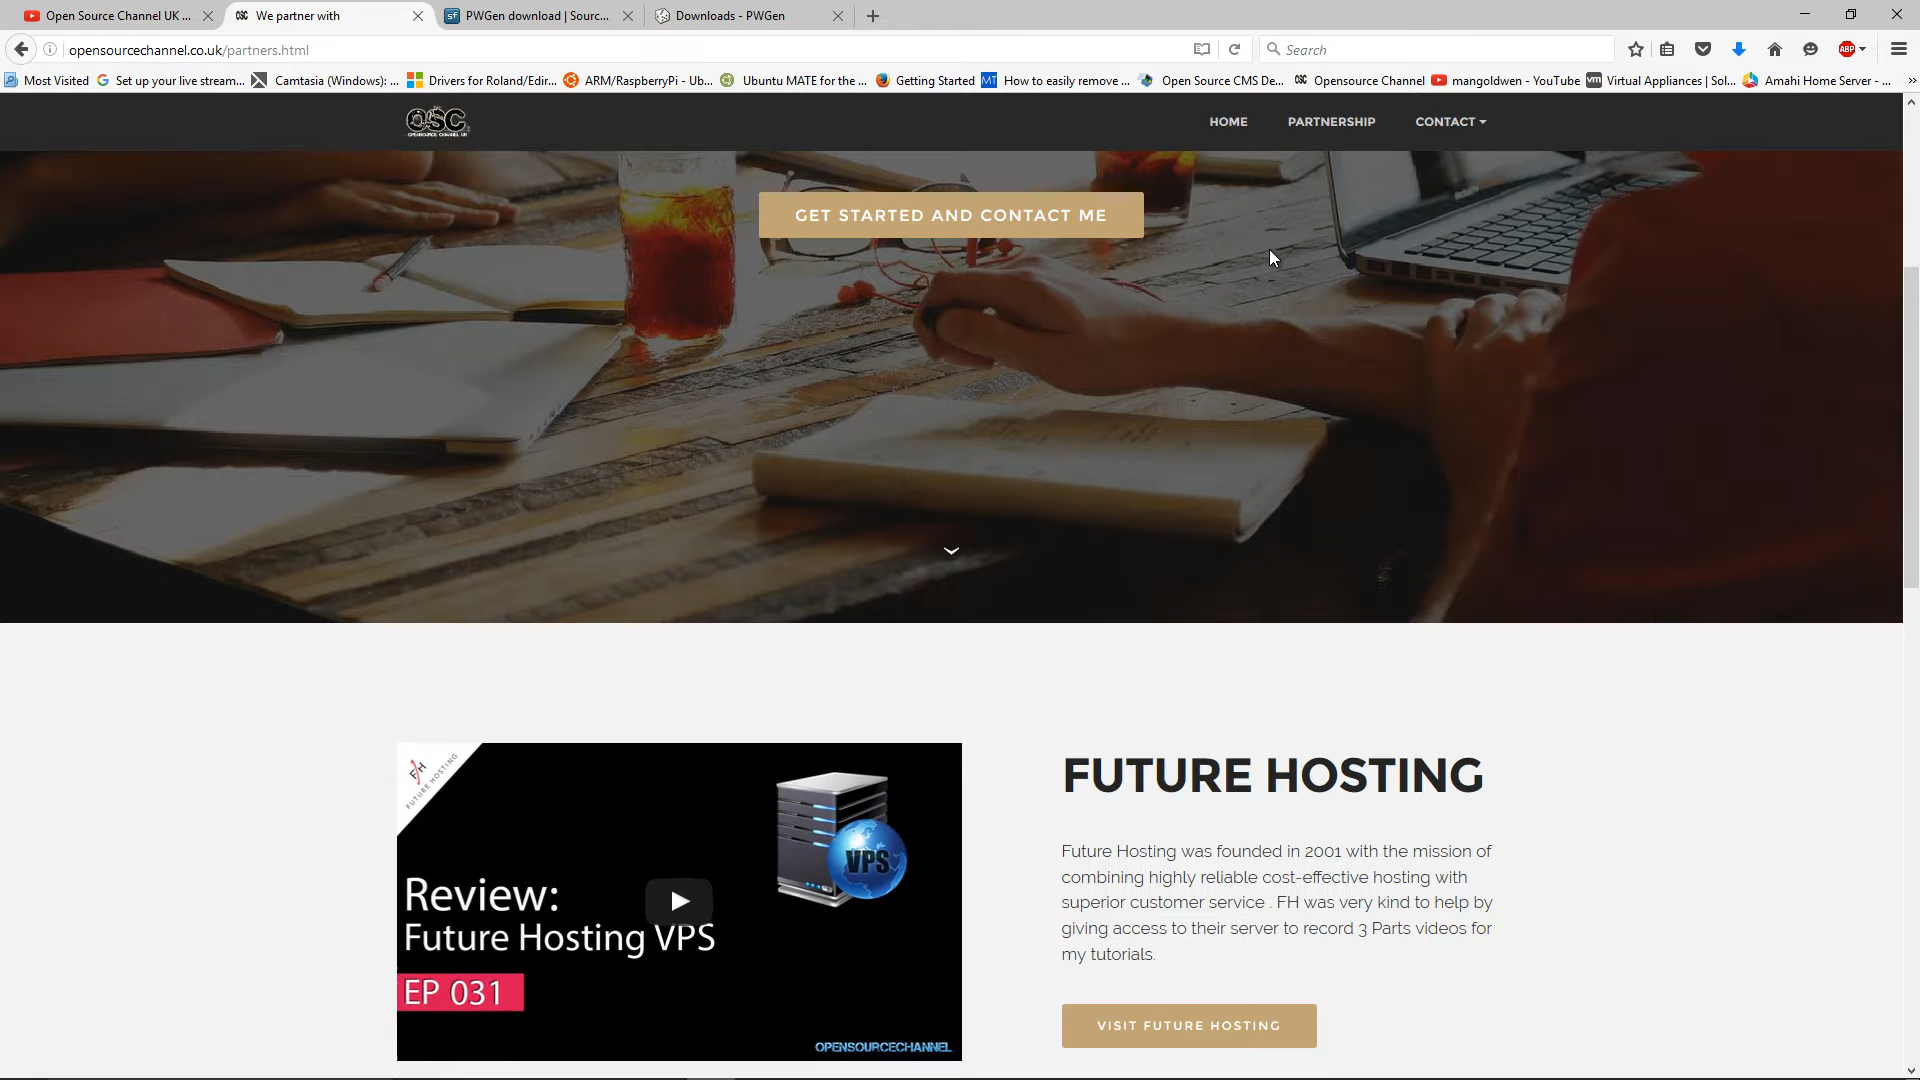 Open Source Channel UK ...
We partner with
PWGen download | Sourc...
Downloads - PWGen
opensourcechannel.co.uk/partners.html
Search
ABP
Most Visited
Set up your live stream...
Camtasia (Windows): ...
Drivers for Roland/Edir...
ARM/RaspberryPi - Ub...
Ubuntu MATE for the ...
Getting Started
MT How to easily remove ...
Open Source CMS De...
OSC Opensource Channel
mangoldwen - YouTube
vm Virtual Appliances | Sol...
Amahi Home Server - ...
OSC
OPENSOURCE CHANNEL UK
HOME
PARTNERSHIP
CONTACT
GET STARTED AND CONTACT ME
F/H
FUTURE HOSTING
VPS
Review:
Future Hosting VPS
EP 031
OPENSOURCECHANNEL
FUTURE HOSTING
Future Hosting was founded in 2001 with the mission of
combining highly reliable cost-effective hosting with
superior customer service . FH was very kind to help by
giving access to their server to record 3 Parts videos for
my tutorials.
VISIT FUTURE HOSTING